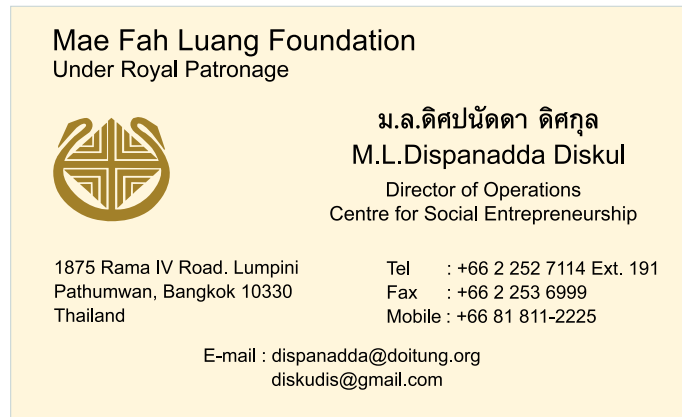 Mae Fah Luang Foundation
Under Royal Patronage
ม.ล.ดิศปนัดดา ดิศกุล
M.L.Dispanadda Diskul
Director of Operations
Centre for Social Entrepreneurship
1875 Rama IV Road. Lumpini
Pathumwan, Bangkok 10330
Thailand
Tel : +66 2 252 7114 Ext. 191
Fax : +66 2 253 6999
Mobile : +66 81 811-2225
E-mail : dispanadda@doitung.org
diskudis@gmail.com